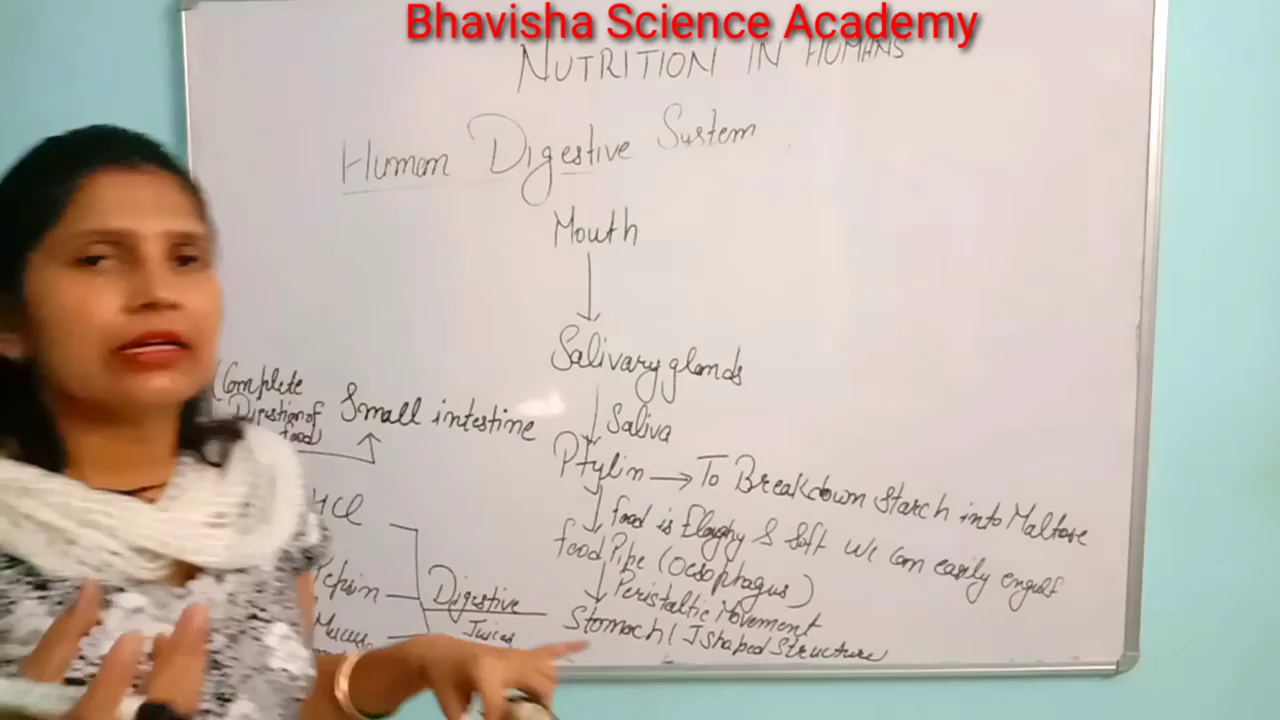 Bhavisha Science Academy
NUTRITION IN HUMANS
Human Digestive System
Mouth
Salivary glands
Saliva
Ptylin → To Breakdown Starch into Maltose
food is & Soft We can easily engulf
food Pipe (Oesophagus)
Peristaltic Movement
Stomach ( J shaped Structure
Digestive
Juices
HCl
Pepsin
Mucus
Small intestine
(Complete
Digestion of
food)